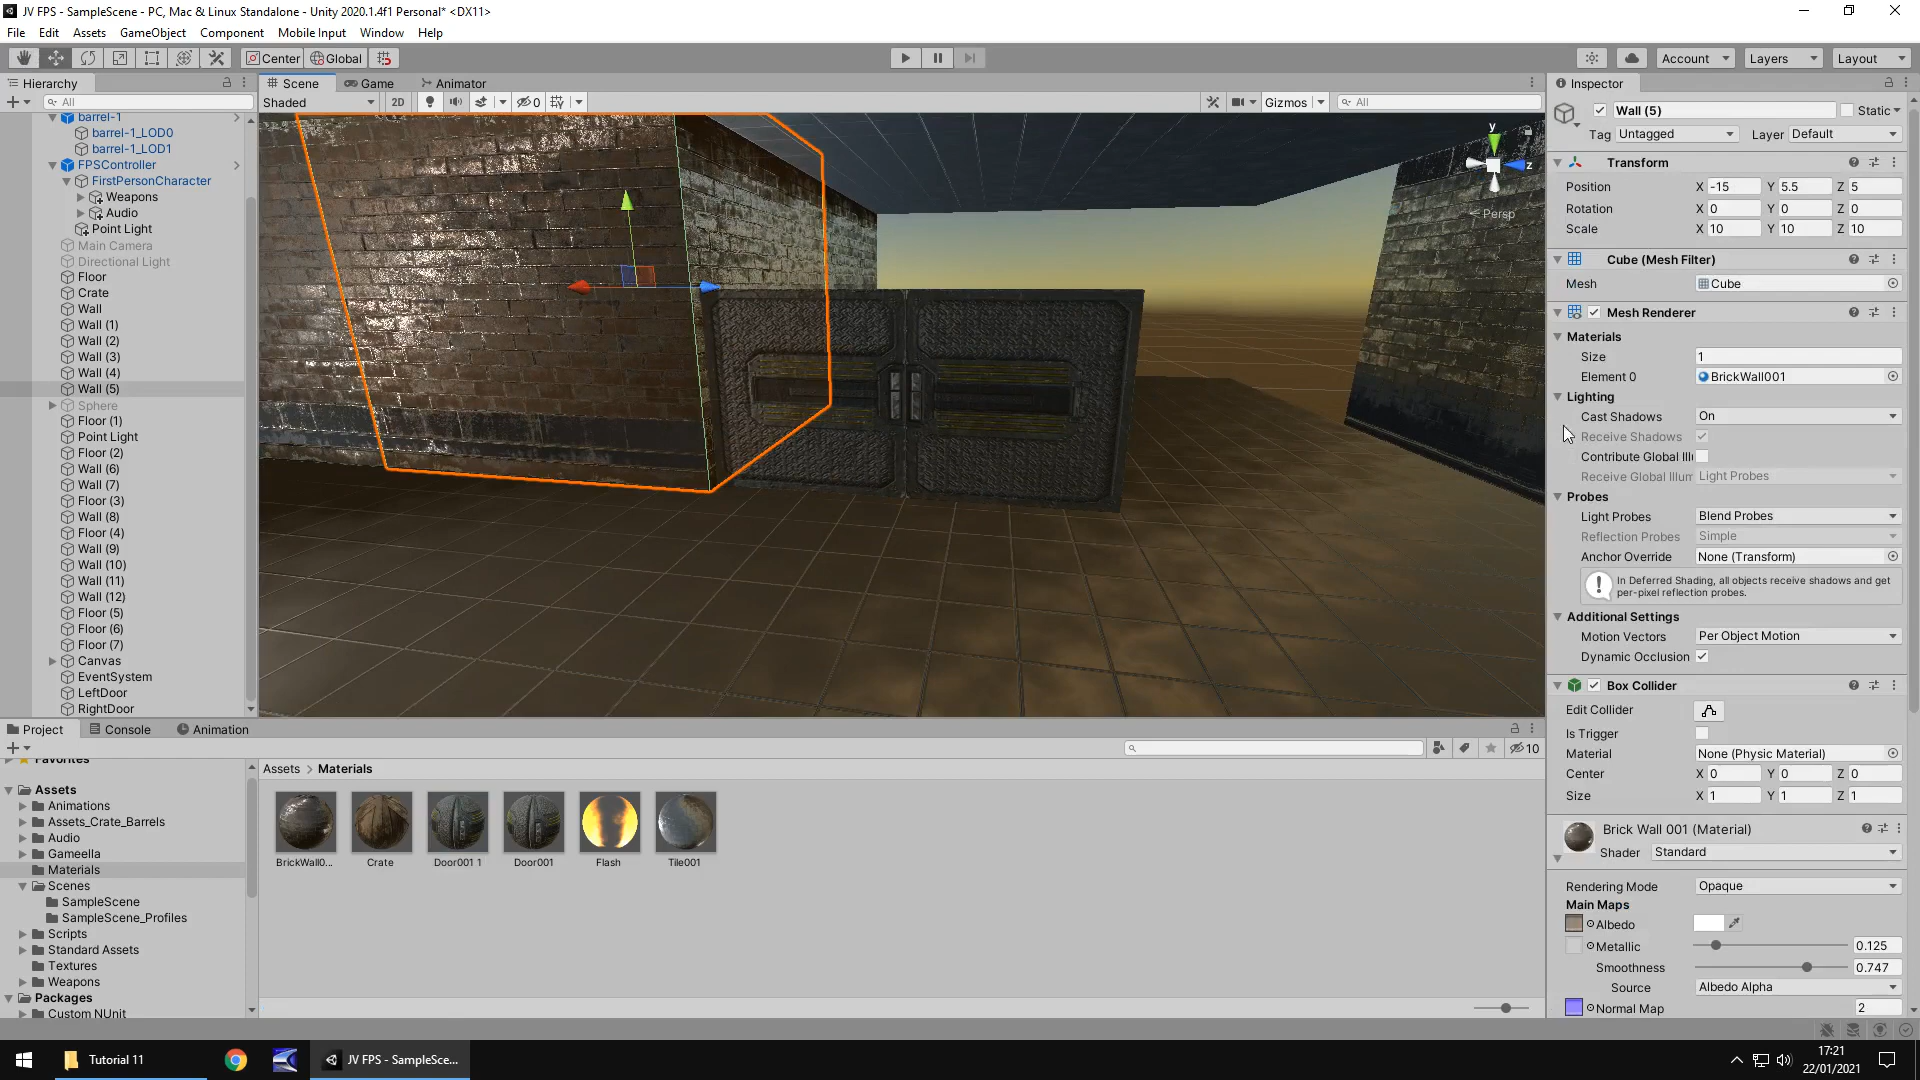 JV FPS - SampleScene - PC, Mac & Linux Standalone - Unity 2020.1.4f1 Personal* <DX11>
File Edit Assets GameObject Component Mobile Input Window Help
Center Global Account Layers Layout
Hierarchy
All
barrel-1
barrel-1_LOD0
barrel-1_LOD1
FPSController
FirstPersonCharacter
Weapons
Audio
Point Light
Main Camera
Directional Light
Floor
Crate
Wall
Wall (1)
Wall (2)
Wall (3)
Wall (4)
Wall (5)
Sphere
Floor (1)
Point Light
Floor (2)
Wall (6)
Wall (7)
Floor (3)
Wall (8)
Floor (4)
Wall (9)
Wall (10)
Wall (11)
Wall (12)
Floor (5)
Floor (6)
Floor (7)
Canvas
EventSystem
LeftDoor
RightDoor
Scene Game Animator
Shaded 2D 0 Gizmos All
y
z
Persp
Inspector
Wall (5) Static
Tag Untagged Layer Default
Transform
Position X -15 Y 5.5 Z 5
Rotation X 0 Y 0 Z 0
Scale X 10 Y 10 Z 10
Cube (Mesh Filter)
Mesh Cube
Mesh Renderer
Materials
Size 1
Element 0 BrickWall001
Lighting
Cast Shadows On
Receive Shadows
Contribute Global Illu
Receive Global Illum Light Probes
Probes
Light Probes Blend Probes
Reflection Probes Simple
Anchor Override None (Transform)
In Deferred Shading, all objects receive shadows and get
per-pixel reflection probes.
Additional Settings
Motion Vectors Per Object Motion
Dynamic Occlusion
Box Collider
Edit Collider
Is Trigger
Material None (Physic Material)
Center X 0 Y 0 Z 0
Size X 1 Y 1 Z 1
Brick Wall 001 (Material)
Shader Standard
Rendering Mode Opaque
Main Maps
Albedo
Metallic 0.125
Smoothness 0.747
Source Albedo Alpha
Normal Map 2
Project Console Animation
10
Favorites
Assets
Animations
Assets_Crate_Barrels
Audio
Gameella
Materials
Scenes
SampleScene
SampleScene_Profiles
Scripts
Standard Assets
Textures
Weapons
Packages
Custom NUnit
Assets > Materials
BrickWall0... Crate Door001 1 Door001 Flash Tile001
Tutorial 11
JV FPS - SampleSce...
17:21
22/01/2021